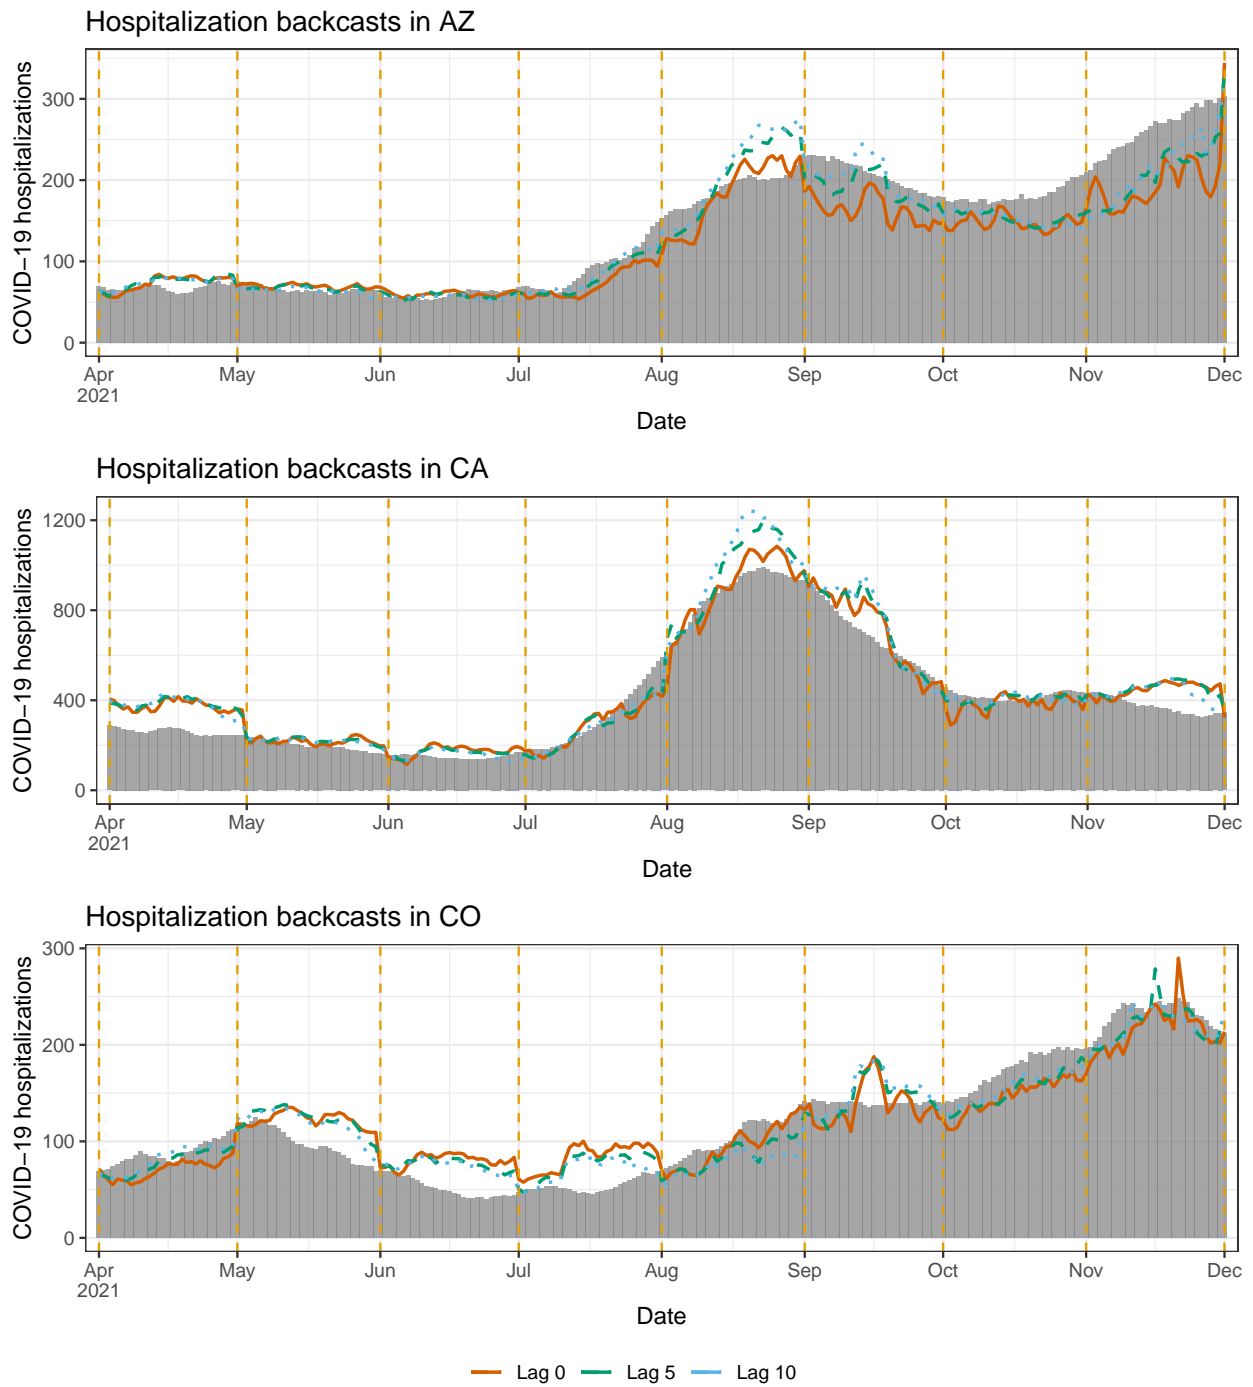 Hospitalization backcasts in AZ
COVID−19 hospitalizations
300
200
100
0
Apr
2021
May
Jun
Jul
Aug
Sep
Oct
Nov
Dec
Date
Hospitalization backcasts in CA
COVID−19 hospitalizations
1200
800
400
0
Apr
2021
May
Jun
Jul
Aug
Sep
Oct
Nov
Dec
Date
Hospitalization backcasts in CO
COVID−19 hospitalizations
300
200
100
0
Apr
2021
May
Jun
Jul
Aug
Sep
Oct
Nov
Dec
Date
Lag 0 Lag 5 Lag 10